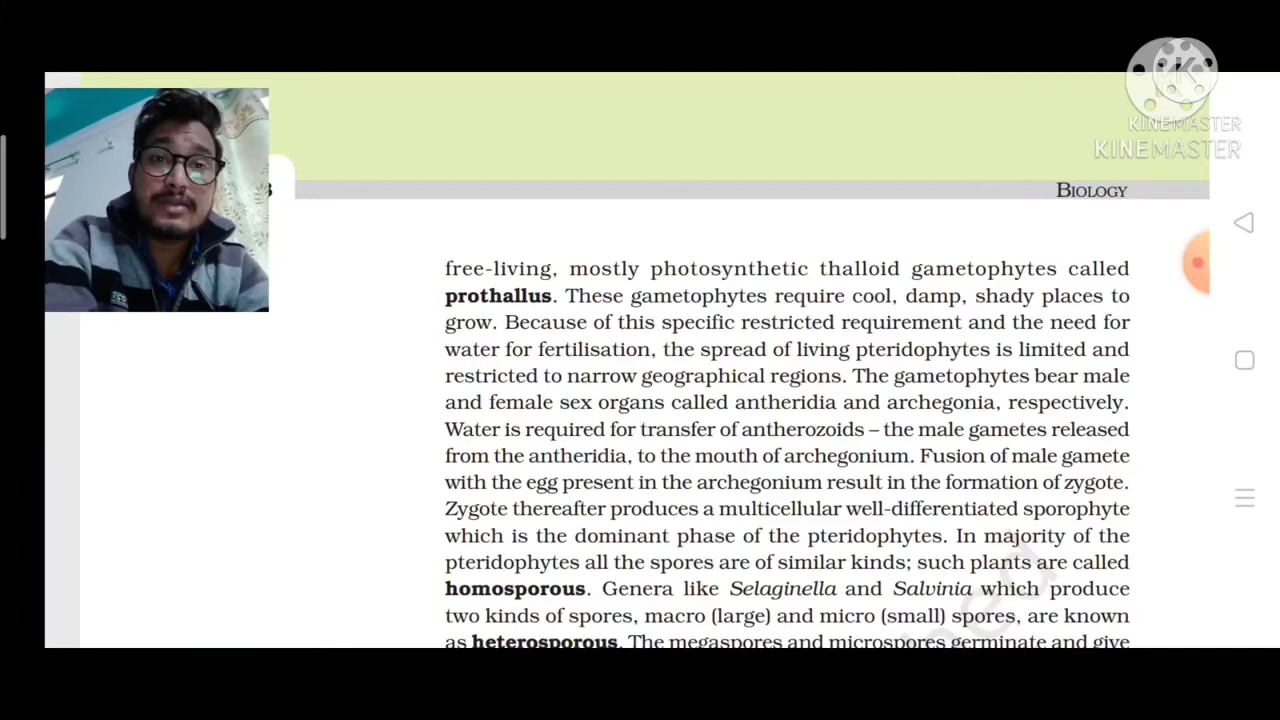 KINEMASTER
KINEMASTER
BIOLOGY
free-living, mostly photosynthetic thalloid gametophytes called
prothallus. These gametophytes require cool, damp, shady places to
grow. Because of this specific restricted requirement and the need for
water for fertilisation, the spread of living pteridophytes is limited and
restricted to narrow geographical regions. The gametophytes bear male
and female sex organs called antheridia and archegonia, respectively.
Water is required for transfer of antherozoids – the male gametes released
from the antheridia, to the mouth of archegonium. Fusion of male gamete
with the egg present in the archegonium result in the formation of zygote.
Zygote thereafter produces a multicellular well-differentiated sporophyte
which is the dominant phase of the pteridophytes. In majority of the
pteridophytes all the spores are of similar kinds; such plants are called
homosporous. Genera like Selaginella and Salvinia which produce
two kinds of spores, macro (large) and micro (small) spores, are known
as heterosporous. The megaspores and microspores germinate and give